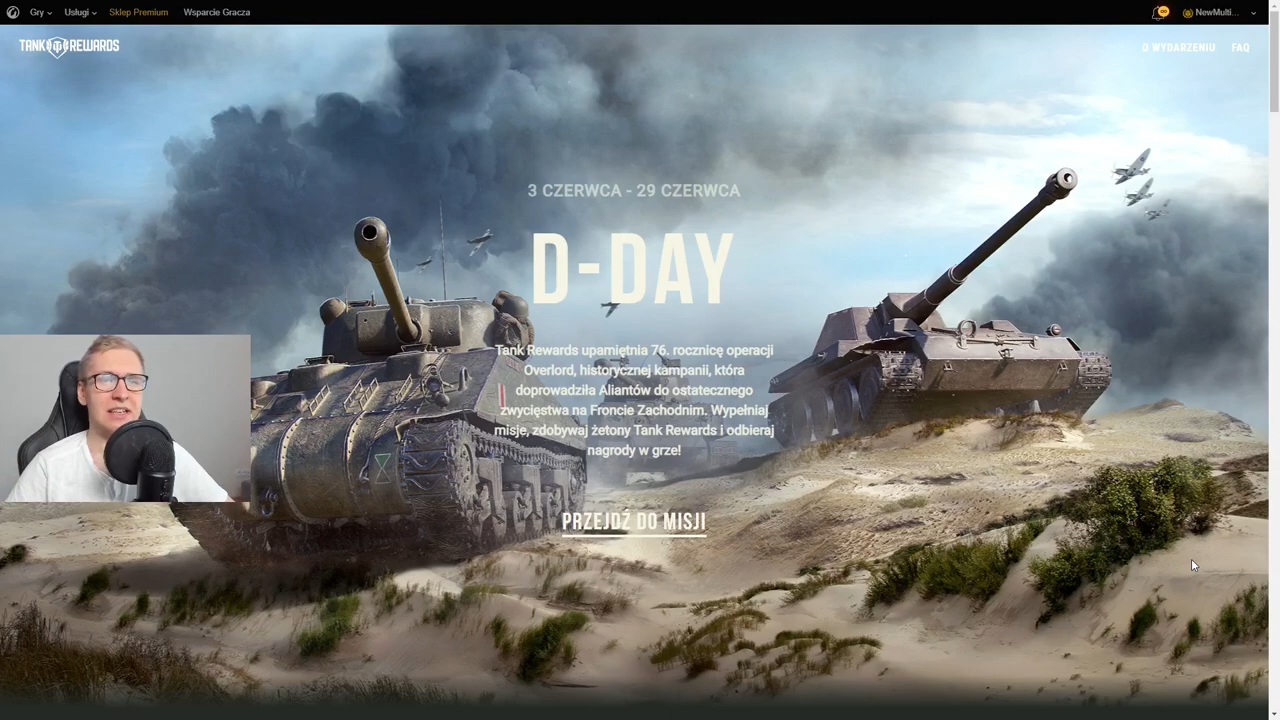 Gry
Usługi
Sklep Premium
Wsparcie Gracza
NewMulti...
TANK REWARDS
O WYDARZENIU
FAQ
3 CZERWCA - 29 CZERWCA
D-DAY
Tank Rewards upamiętnia 76. rocznicę operacji
Overlord, historycznej kampanii, która
doprowadziła Aliantów do ostatecznego
zwycięstwa na Froncie Zachodnim. Wypełniaj
misje, zdobywaj żetony Tank Rewards i odbieraj
nagrody w grze!
PRZEJDŹ DO MISJI